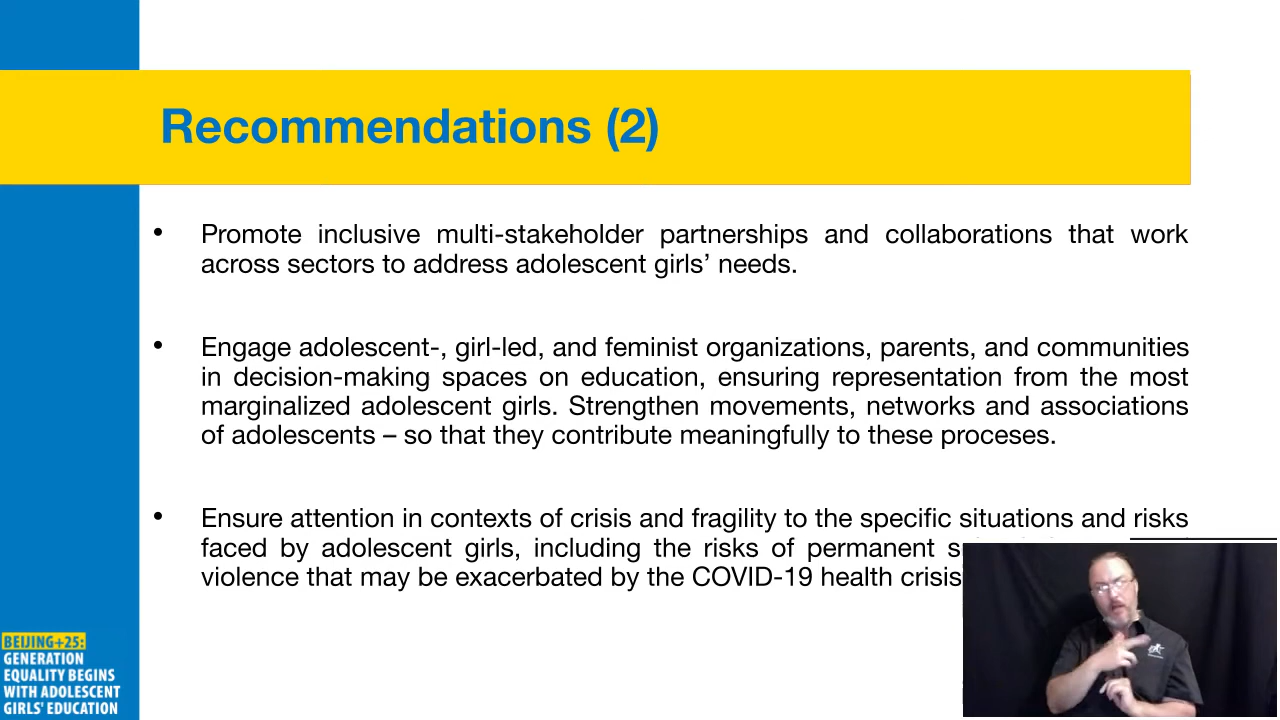 Recommendations (2)
• Promote inclusive multi-stakeholder partnerships and collaborations that work
across sectors to address adolescent girls’ needs.
• Engage adolescent-, girl-led, and feminist organizations, parents, and communities
in decision-making spaces on education, ensuring representation from the most
marginalized adolescent girls. Strengthen movements, networks and associations
of adolescents – so that they contribute meaningfully to these proceses.
• Ensure attention in contexts of crisis and fragility to the specific situations and risks
faced by adolescent girls, including the risks of permanent
violence that may be exacerbated by the COVID-19 health crisis
BEIJING+25:
GENERATION
EQUALITY BEGINS
WITH ADOLESCENT
GIRLS' EDUCATION